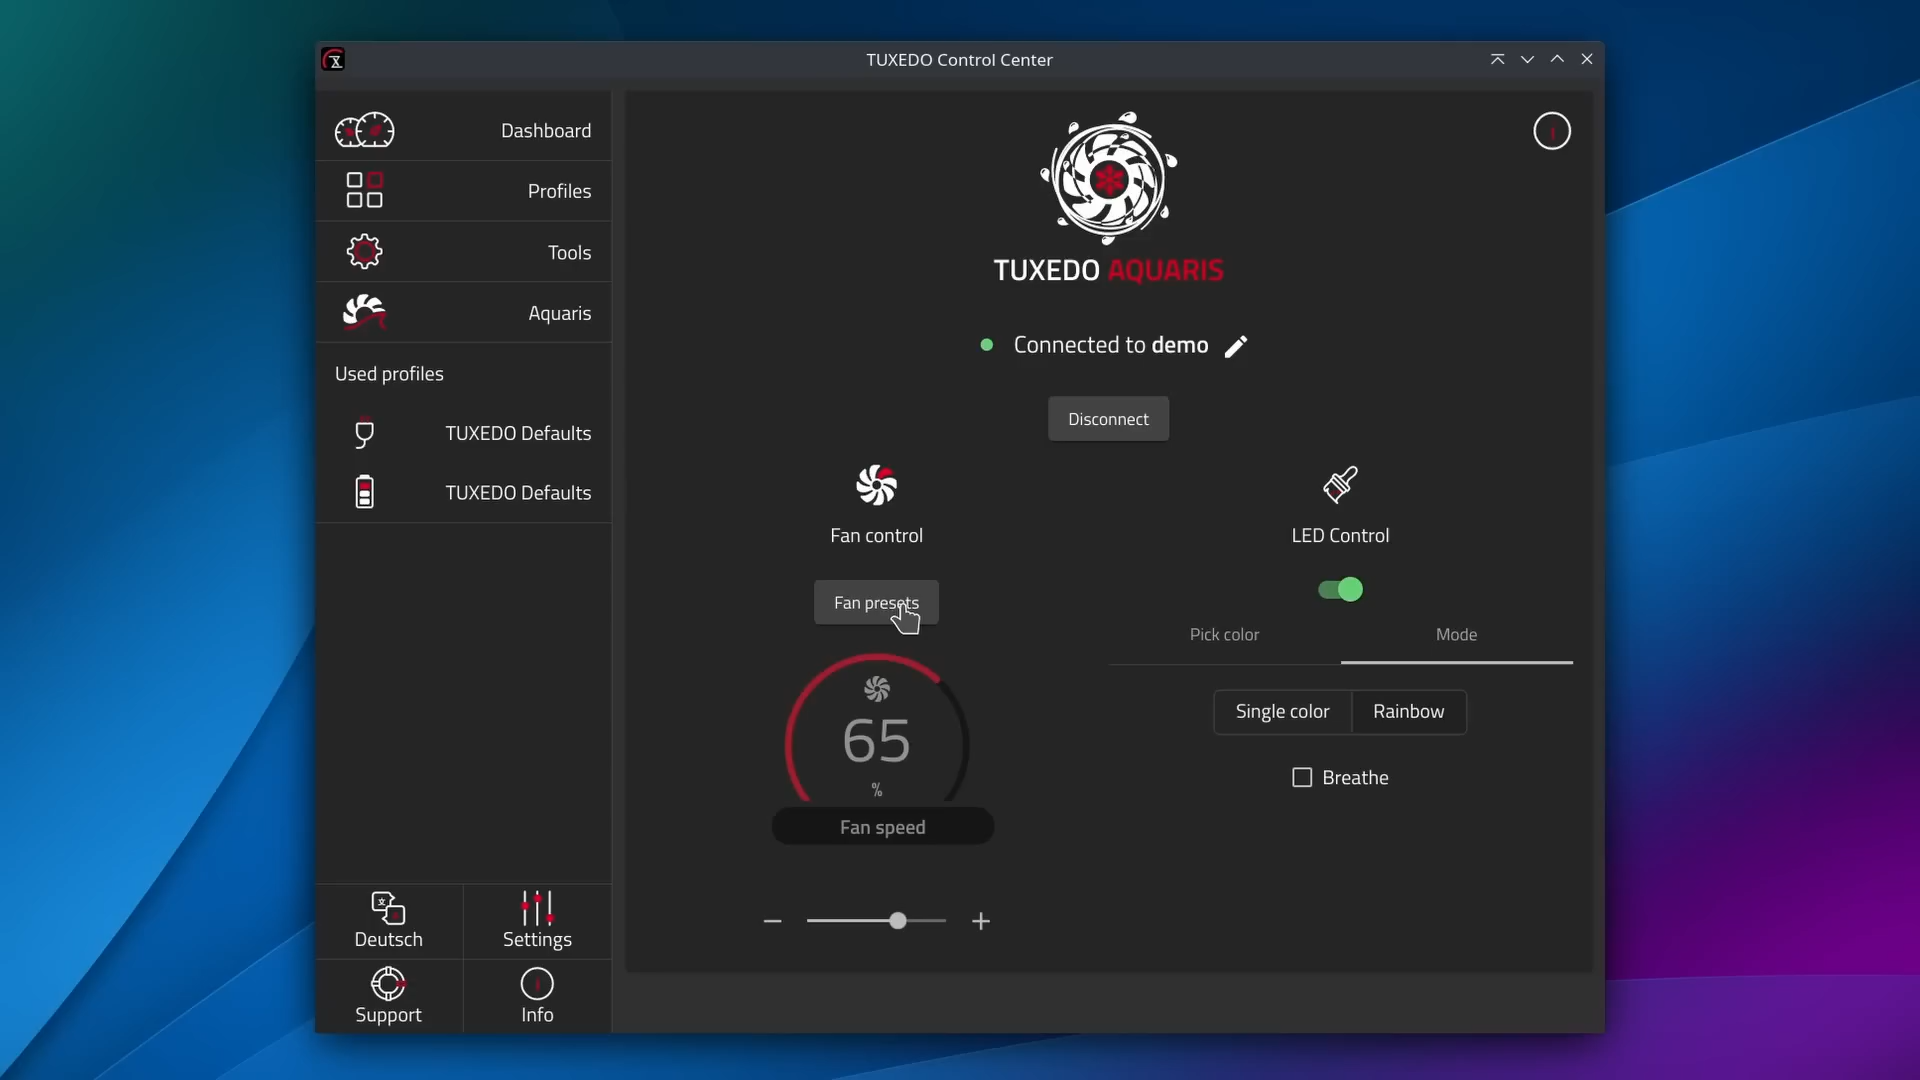 TUXEDO Control Center
Dashboard
Profiles
Tools
Aquaris
Used profiles
TUXEDO Defaults
TUXEDO Defaults
Deutsch
Settings
Support
Info
TUXEDO AQUARIS
Connected to demo
Disconnect
Fan control
Fan presets
65
%
Fan speed
LED Control
Pick color
Mode
Single color
Rainbow
Breathe